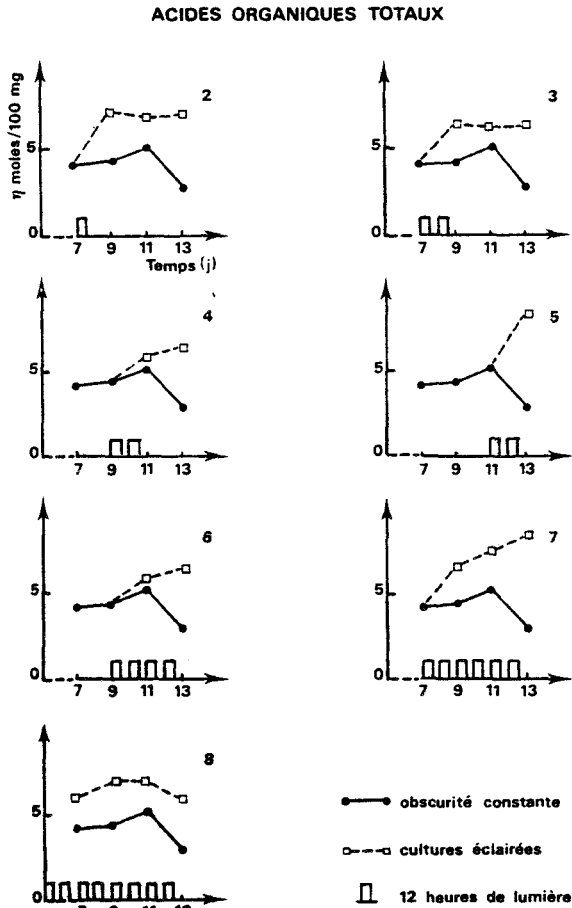 ACIDES ORGANIQUES TOTAUX
η moles/100 mg
5
0
2
7 9 11 13
Temps (j)
3
5
0
7 9 11 13
4
5
0
7 9 11 13
5
5
0
7 9 11 13
6
5
0
7 9 11 13
7
5
0
7 9 11 13
8
5
0
obscurité constante
cultures éclairées
12 heures de lumière